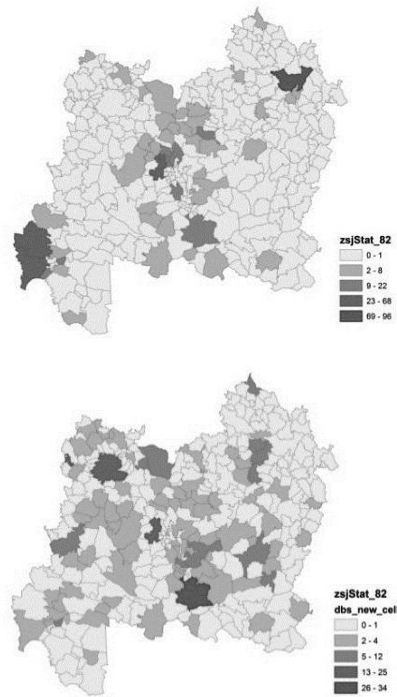 zsjStat_82
0 - 1
2 - 8
9 - 22
23 - 68
69 - 96
zsjStat_82
dbs_new_cel
0 - 1
2 - 4
5 - 12
13 - 25
26 - 34